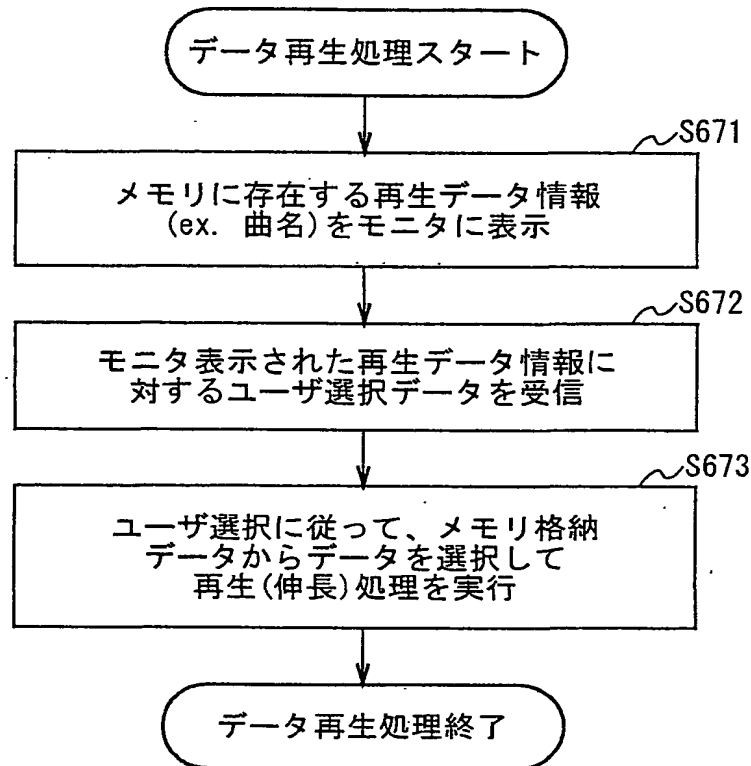 データ再生処理スタート
S671
メモリに存在する再生データ情報
(ex. 曲名)をモニタに表示
S672
モニタ表示された再生データ情報に
対するユーザ選択データを受信
S673
ユーザ選択に従って、メモリ格納
データからデータを選択して
再生(伸長)処理を実行
データ再生処理終了